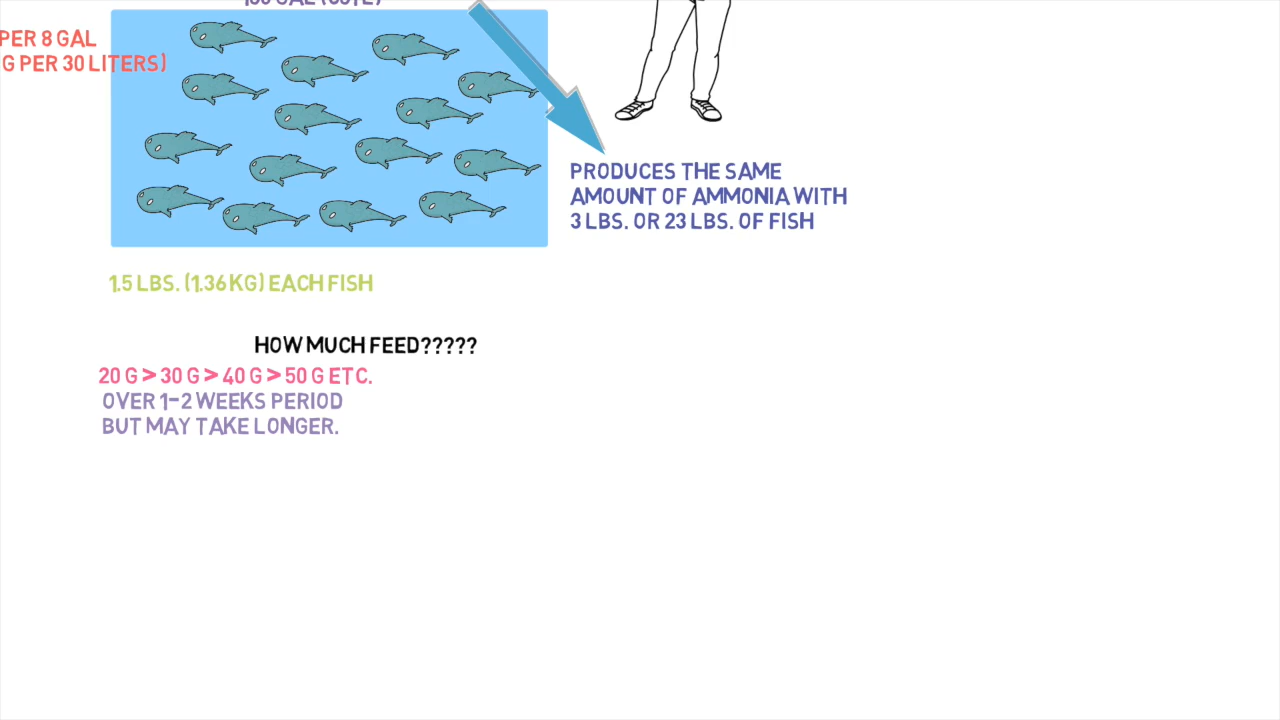 PER 8 GAL
G PER 30 LITERS)
PRODUCES THE SAME
AMOUNT OF AMMONIA WITH
3 LBS. OR 23 LBS. OF FISH
1.5 LBS. (1.36 KG) EACH FISH
HOW MUCH FEED?????
20 G > 30 G > 40 G > 50 G ETC.
OVER 1-2 WEEKS PERIOD
BUT MAY TAKE LONGER.